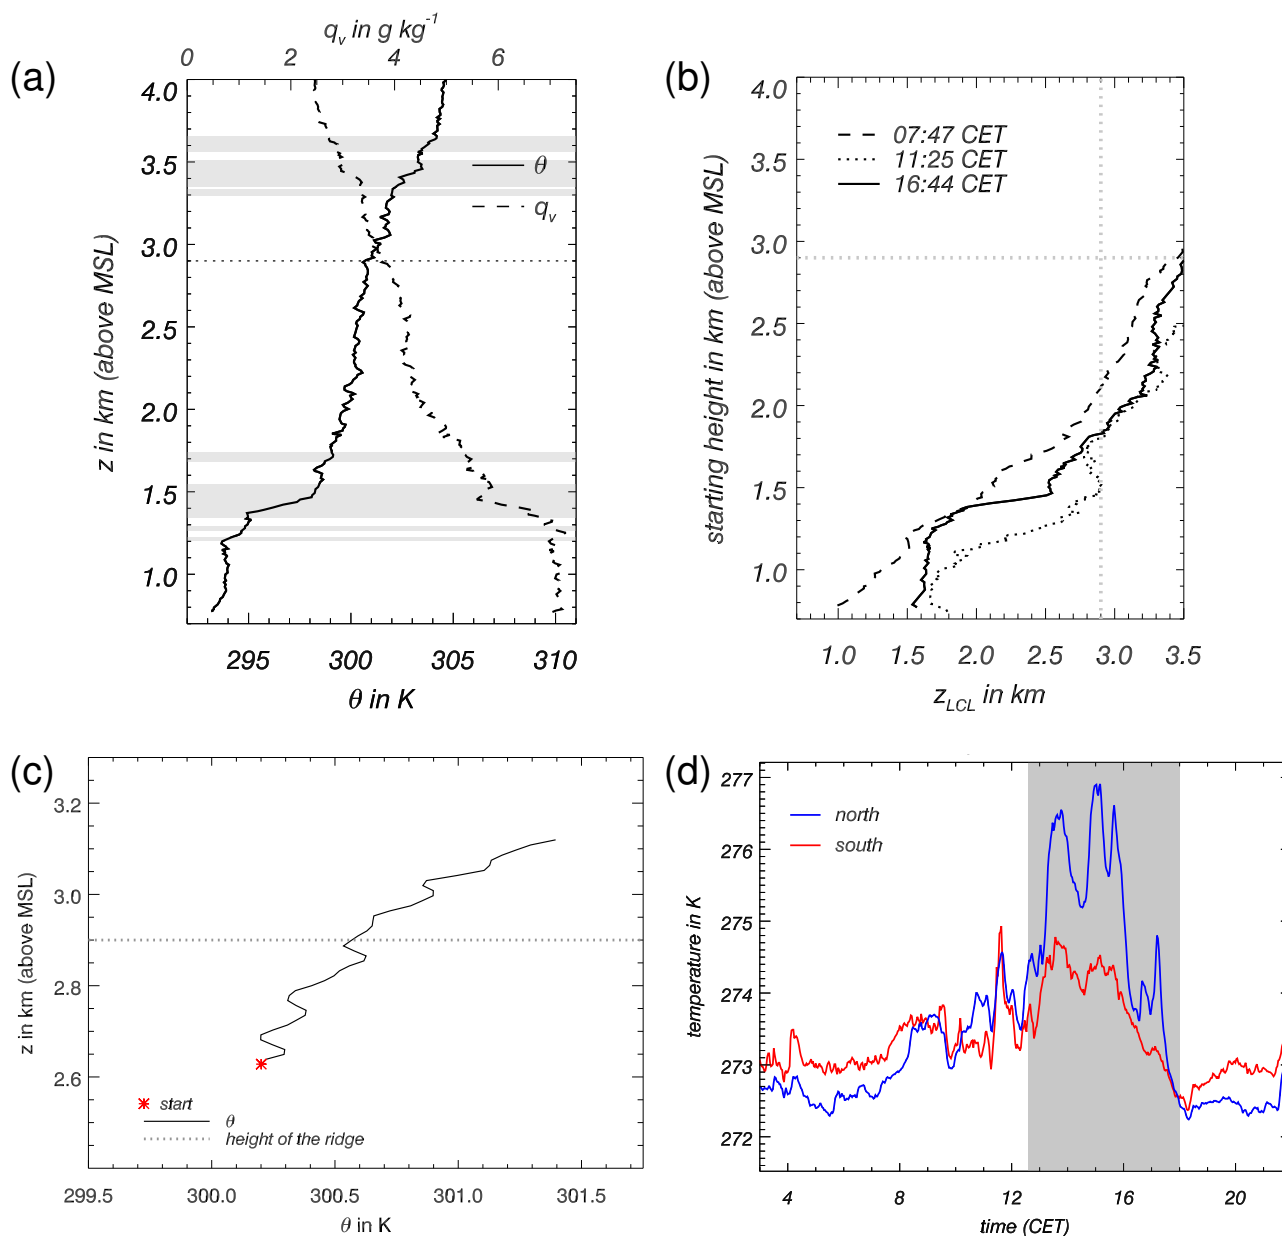 (a)
q_v in g kg^-1
0 2 4 6
4.0
3.5
3.0
2.5
2.0
1.5
1.0
z in km (above MSL)
θ
q_v
295 300 305 310
θ in K
(b)
4.0
3.5
3.0
2.5
2.0
1.5
1.0
starting height in km (above MSL)
07:47 CET
11:25 CET
16:44 CET
1.0 1.5 2.0 2.5 3.0 3.5
z_LCL in km
(c)
3.2
3.0
2.8
2.6
z in km (above MSL)
start
θ
height of the ridge
299.5 300.0 300.5 301.0 301.5
θ in K
(d)
277
276
275
274
273
272
temperature in K
north
south
4 8 12 16 20
time (CET)